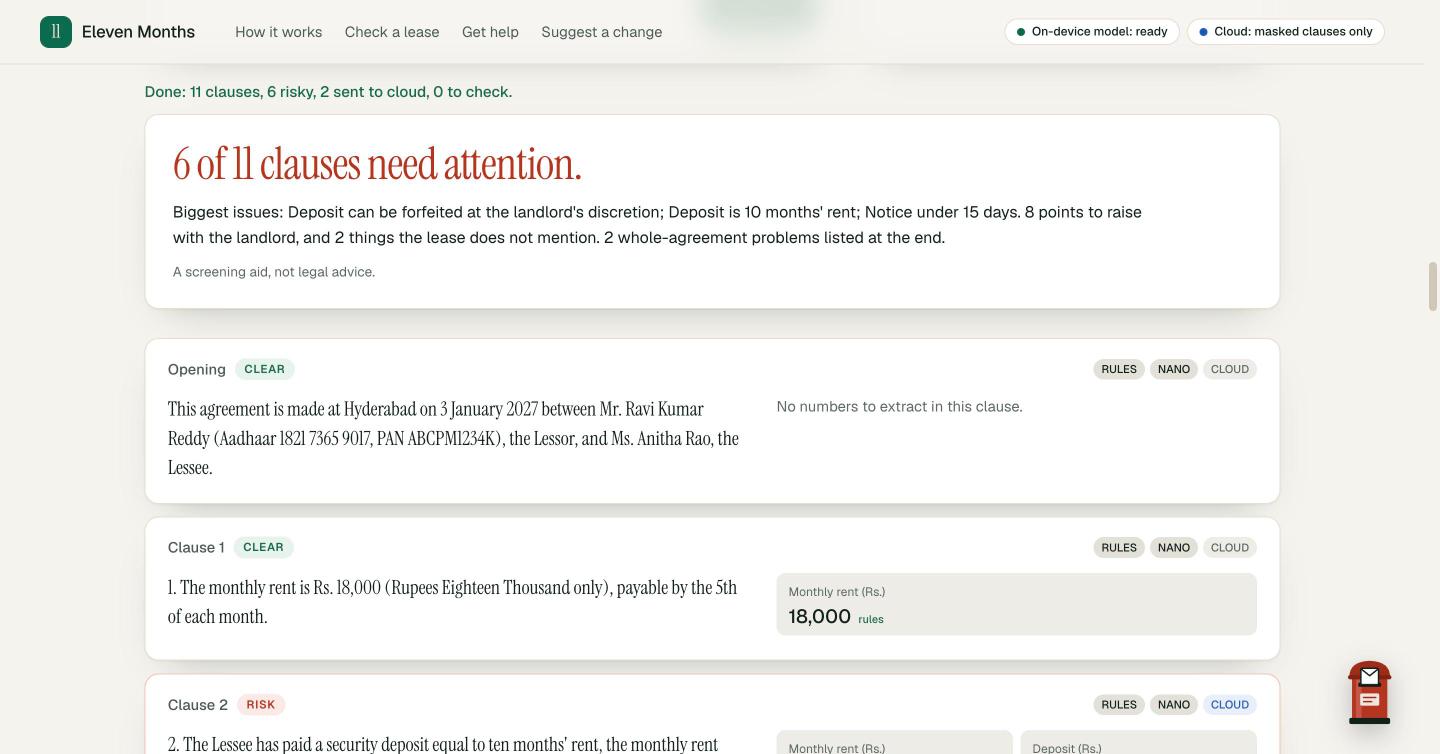 11 Eleven Months
How it works
Check a lease
Get help
Suggest a change
On-device model: ready
Cloud: masked clauses only
Done: 11 clauses, 6 risky, 2 sent to cloud, 0 to check.
6 of 11 clauses need attention.
Biggest issues: Deposit can be forfeited at the landlord's discretion; Deposit is 10 months' rent; Notice under 15 days. 8 points to raise
with the landlord, and 2 things the lease does not mention. 2 whole-agreement problems listed at the end.
A screening aid, not legal advice.
Opening CLEAR
RULES NANO CLOUD
This agreement is made at Hyderabad on 3 January 2027 between Mr. Ravi Kumar
Reddy (Aadhaar 1821 7365 9017, PAN ABCPM1234K), the Lessor, and Ms. Anitha Rao, the
Lessee.
No numbers to extract in this clause.
Clause 1 CLEAR
RULES NANO CLOUD
1. The monthly rent is Rs. 18,000 (Rupees Eighteen Thousand only), payable by the 5th
of each month.
Monthly rent (Rs.)
18,000 rules
Clause 2 RISK
RULES NANO CLOUD
2. The Lessee has paid a security deposit equal to ten months' rent, the monthly rent
Monthly rent (Rs.)
Deposit (Rs.)